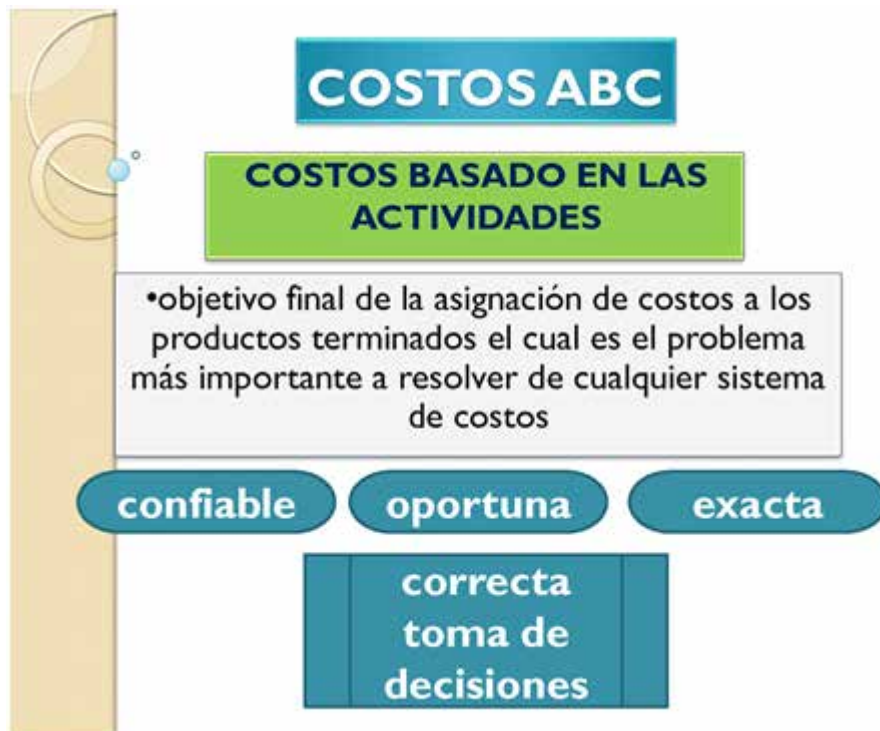 COSTOS ABC
COSTOS BASADO EN LAS
ACTIVIDADES
•objetivo final de la asignación de costos a los
productos terminados el cual es el problema
más importante a resolver de cualquier sistema
de costos
confiable oportuna exacta
correcta
toma de
decisiones